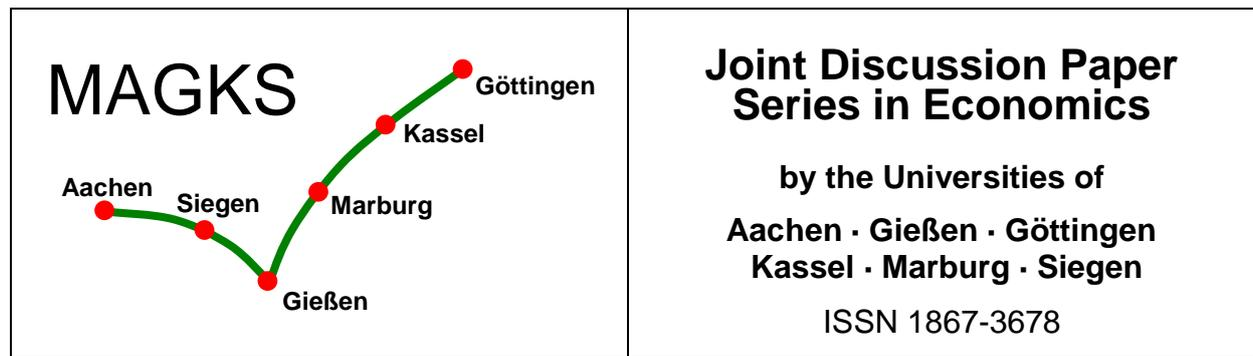 MAGKS
Göttingen
Kassel
Aachen
Siegen
Marburg
Gießen
Joint Discussion Paper
Series in Economics
by the Universities of
Aachen · Gießen · Göttingen
Kassel · Marburg · Siegen
ISSN 1867-3678